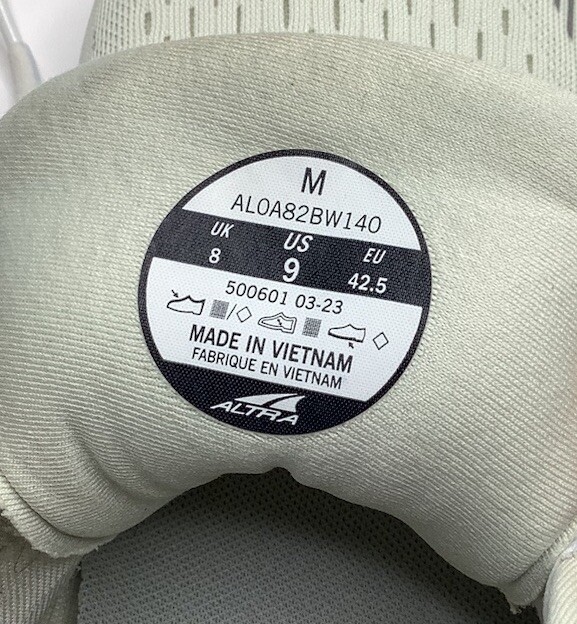 M
AL0A82BW140
UK US EU
8 9 42.5
500601 03-23
/
MADE IN VIETNAM
FABRIQUE EN VIETNAM
ALTRA